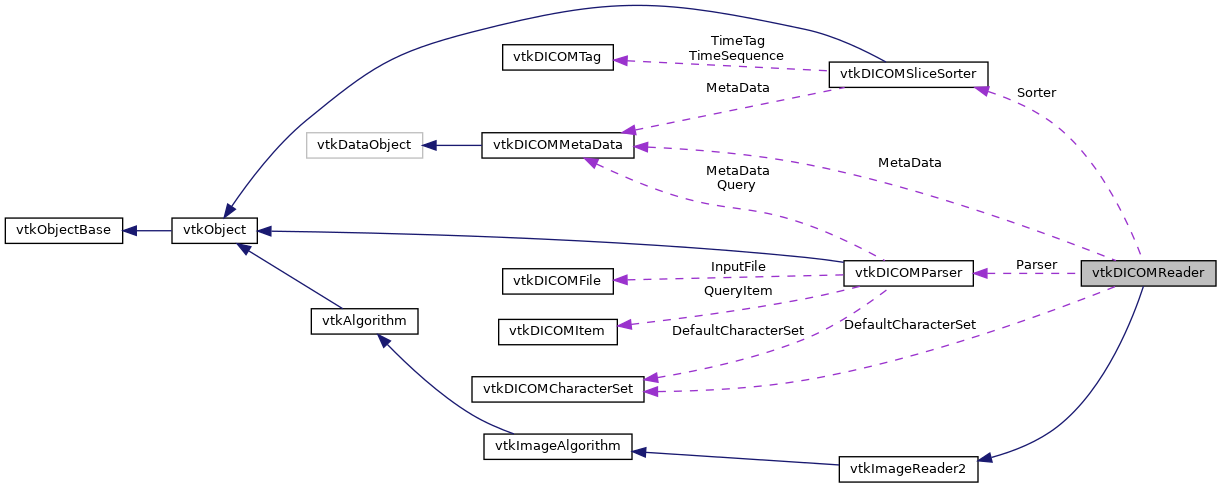 TimeTag
TimeSequence
vtkDICOMTag
vtkDICOMSliceSorter
MetaData
Sorter
vtkDataObject
vtkDICOMMetaData
MetaData
MetaData
Query
vtkObjectBase
vtkObject
InputFile
vtkDICOMParser
Parser
vtkDICOMReader
vtkDICOMFile
QueryItem
vtkAlgorithm
vtkDICOMItem
DefaultCharacterSet
DefaultCharacterSet
vtkDICOMCharacterSet
vtkImageAlgorithm
vtkImageReader2